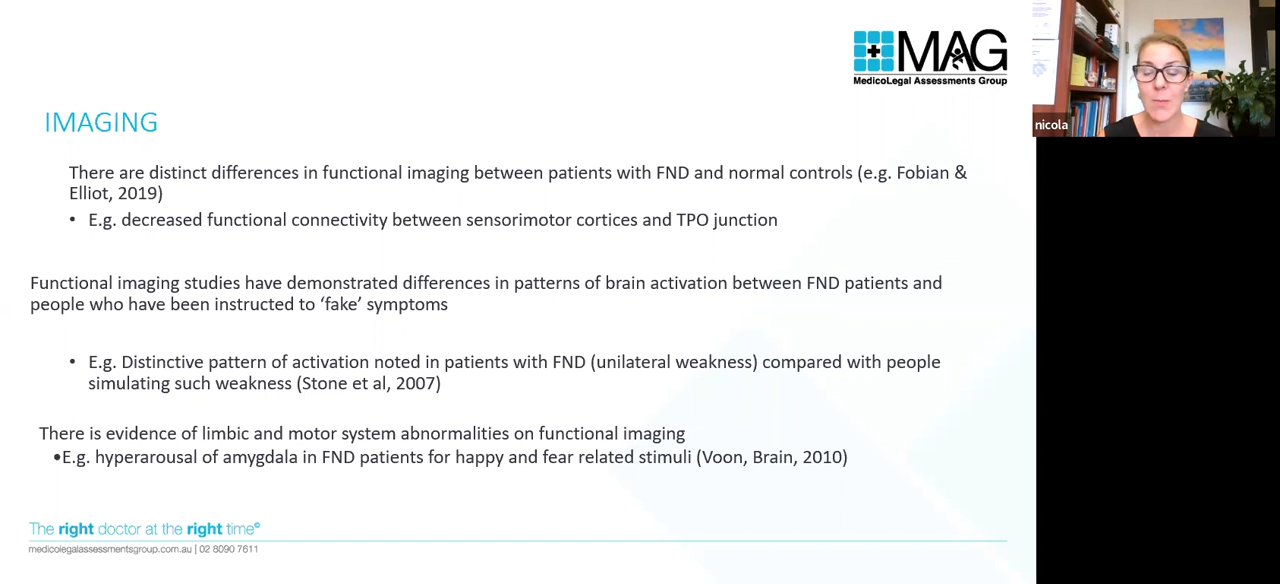 MAG
MedicoLegal Assessments Group
nicola
IMAGING
There are distinct differences in functional imaging between patients with FND and normal controls (e.g. Fobian &
Elliot, 2019)
• E.g. decreased functional connectivity between sensorimotor cortices and TPO junction
Functional imaging studies have demonstrated differences in patterns of brain activation between FND patients and
people who have been instructed to ‘fake’ symptoms
• E.g. Distinctive pattern of activation noted in patients with FND (unilateral weakness) compared with people
simulating such weakness (Stone et al, 2007)
There is evidence of limbic and motor system abnormalities on functional imaging
•E.g. hyperarousal of amygdala in FND patients for happy and fear related stimuli (Voon, Brain, 2010)
The right doctor at the right time©
medicolegalassessmentsgroup.com.au | 02 8090 7611